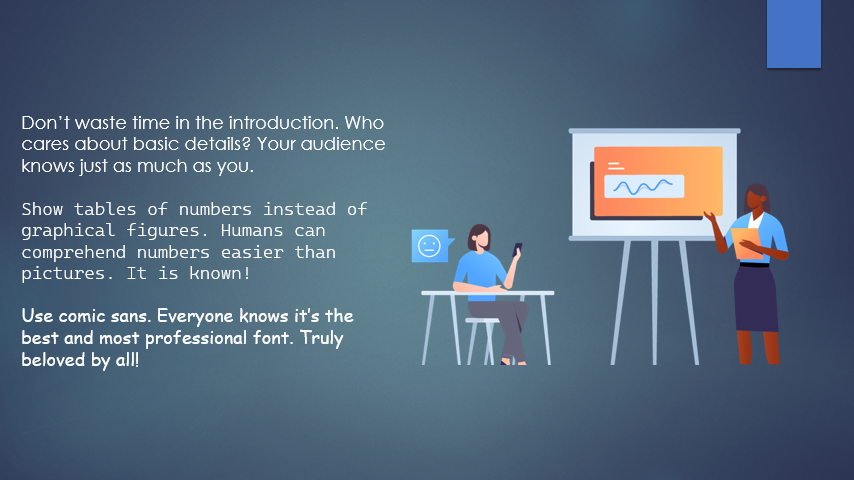 Don’t waste time in the introduction. Who
cares about basic details? Your audience
knows just as much as you.
Show tables of numbers instead of
graphical figures. Humans can
comprehend numbers easier than
pictures. It is known!
Use comic sans. Everyone knows it’s the
best and most professional font. Truly
beloved by all!